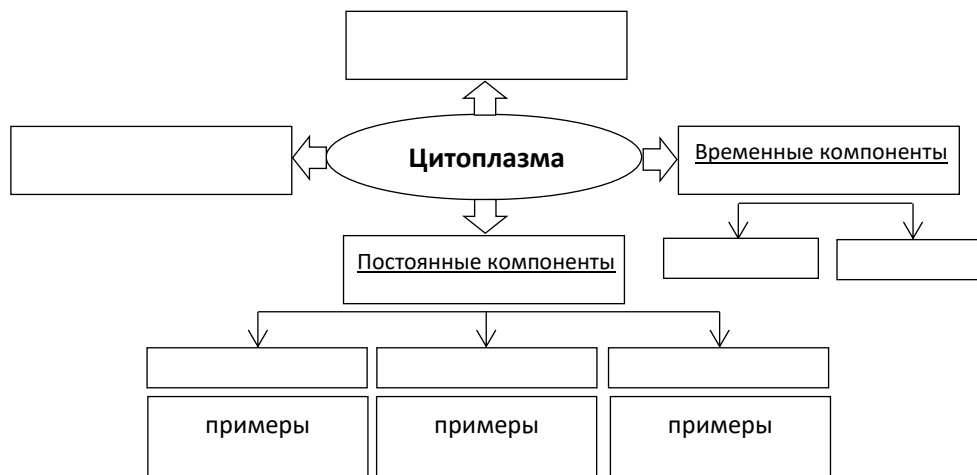 Цитоплазма
Временные компоненты
Постоянные компоненты
примеры
примеры
примеры